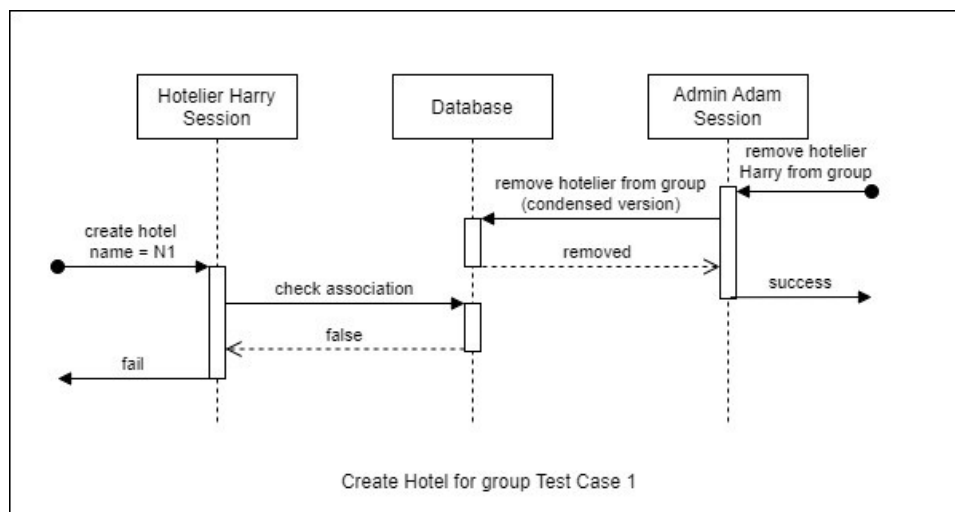 Hotelier Harry
Session
Database
Admin Adam
Session
remove hotelier
Harry from group
remove hotelier from group
(condensed version)
create hotel
name = N1
removed
success
check association
false
fail
Create Hotel for group Test Case 1